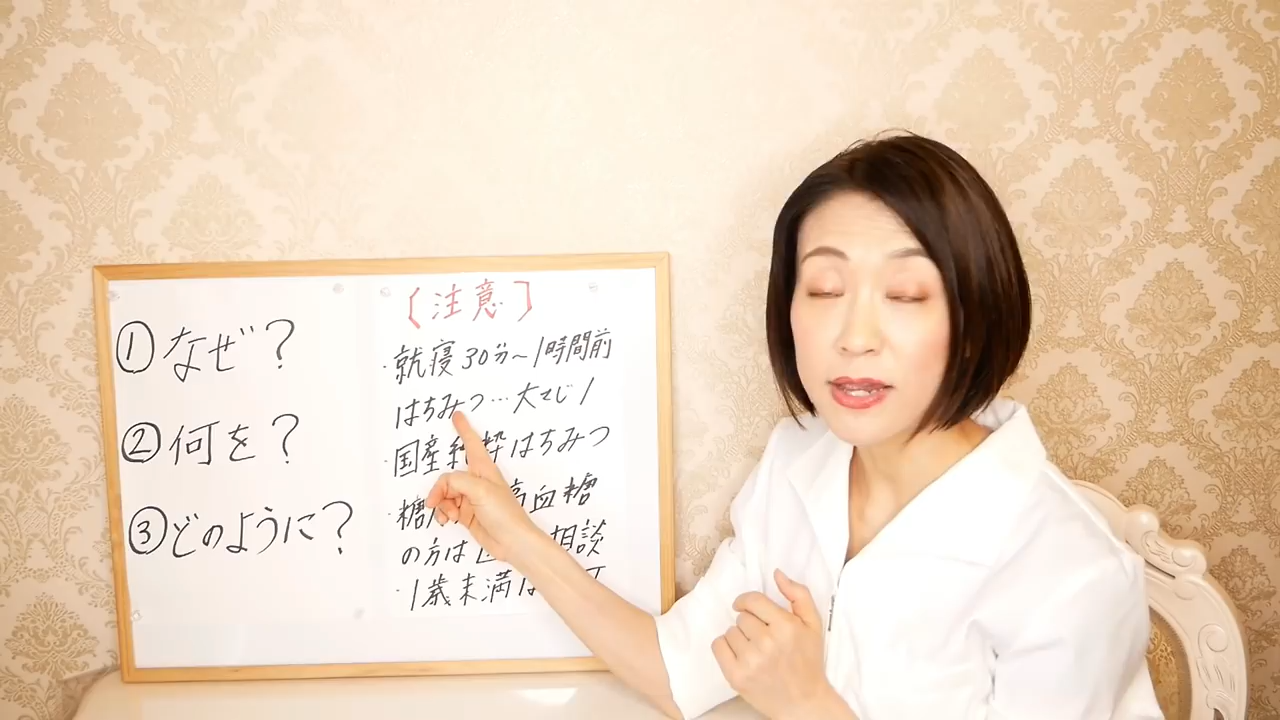 ①なぜ？
②何を？
③どのように？
〔注意〕
・就寝30分〜1時間前
はちみつ…大さじ1
・国産純粋はちみつ
・糖 高血糖
の方は 相談
・1歳未満は